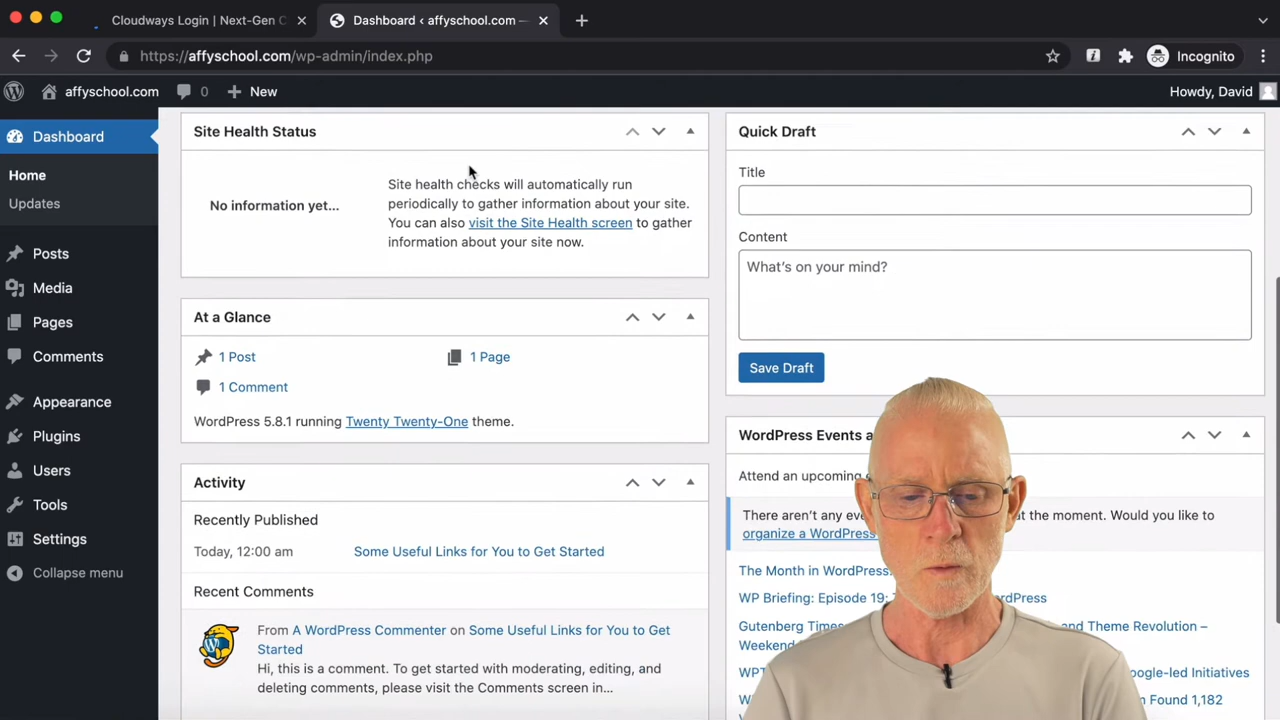 Cloudways Login | Next-Gen C
Dashboard ‹ affyschool.com —
https://affyschool.com/wp-admin/index.php
Incognito
affyschool.com
0
New
Howdy, David
Dashboard
Home
Updates
Posts
Media
Pages
Comments
Appearance
Plugins
Users
Tools
Settings
Collapse menu
Site Health Status
No information yet...
Site health checks will automatically run
periodically to gather information about your site.
You can also visit the Site Health screen to gather
information about your site now.
At a Glance
1 Post
1 Page
1 Comment
WordPress 5.8.1 running Twenty Twenty-One theme.
Activity
Recently Published
Today, 12:00 am
Some Useful Links for You to Get Started
Recent Comments
From A WordPress Commenter on Some Useful Links for You to Get
Started
Hi, this is a comment. To get started with moderating, editing, and
deleting comments, please visit the Comments screen in...
Quick Draft
Title
Content
What's on your mind?
Save Draft
WordPress Events a
Attend an upcoming
There aren't any eve at the moment. Would you like to
organize a WordPress
The Month in WordPress:
WP Briefing: Episode 19: rdPress
Gutenberg Times: and Theme Revolution –
Weeken
WPT oogle-led Initiatives
n Found 1,182